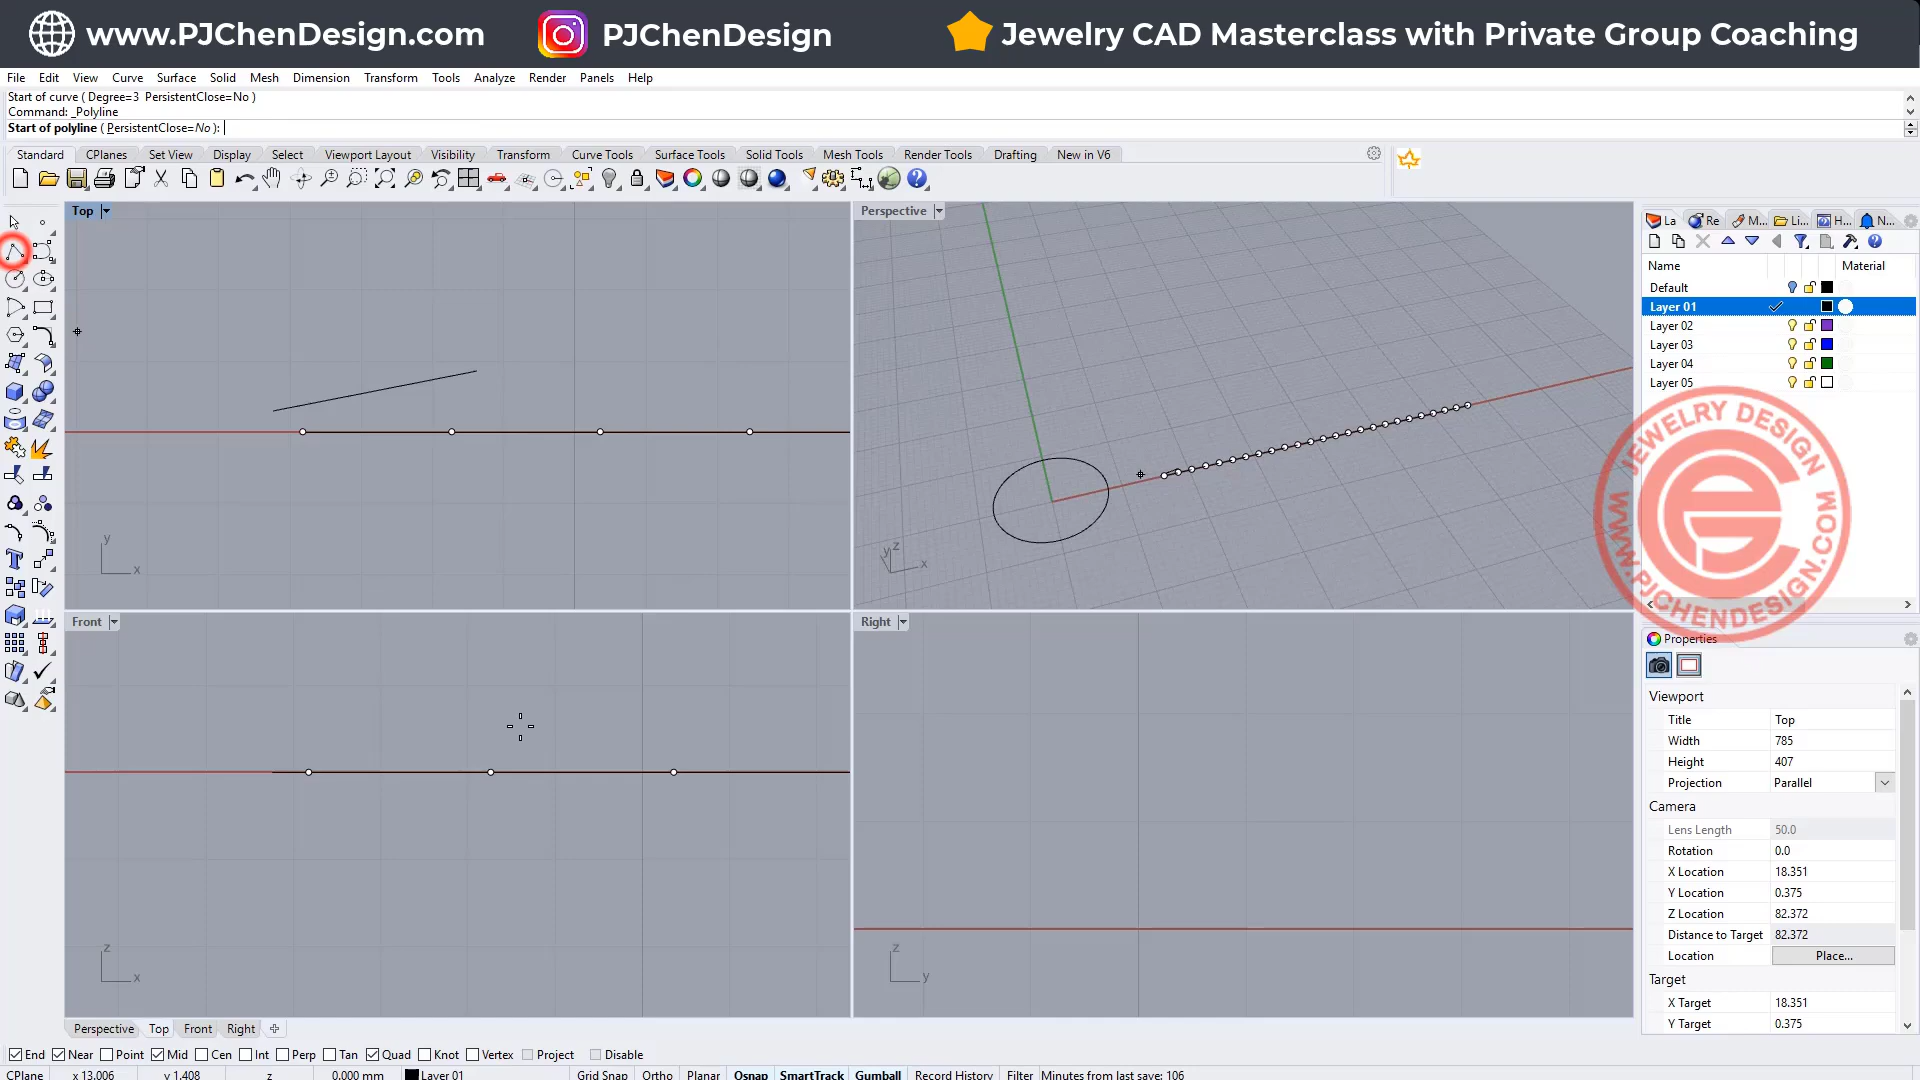 www.PJChenDesign.com PJChenDesign Jewelry CAD Masterclass with Private Group Coaching
File Edit View Curve Surface Solid Mesh Dimension Transform Tools Analyze Render Panels Help
Start of curve ( Degree=3 PersistentClose=No )
Command: _Polyline
Start of polyline ( PersistentClose=No ):
Standard CPlanes Set View Display Select Viewport Layout Visibility Transform Curve Tools Surface Tools Solid Tools Mesh Tools Render Tools Drafting New in V6
Top Perspective
La Re M... Li... H... N...
Name Material
Default
Layer 01
Layer 02
Layer 03
Layer 04
Layer 05
JEWELRY DESIGN
WWW.PJCHENDESIGN.COM
y x
z y x
Front Right
z x
z y
Properties
Viewport
Title Top
Width 785
Height 407
Projection Parallel
Camera
Lens Length 50.0
Rotation 0.0
X Location 18.351
Y Location 0.375
Z Location 82.372
Distance to Target 82.372
Location Place...
Target
X Target 18.351
Y Target 0.375
Perspective Top Front Right
End Near Point Mid Cen Int Perp Tan Quad Knot Vertex Project Disable
CPlane x 13.006 y 1.408 z 0.000 mm Layer 01 Grid Snap Ortho Planar Osnap SmartTrack Gumball Record History Filter Minutes from last save: 106